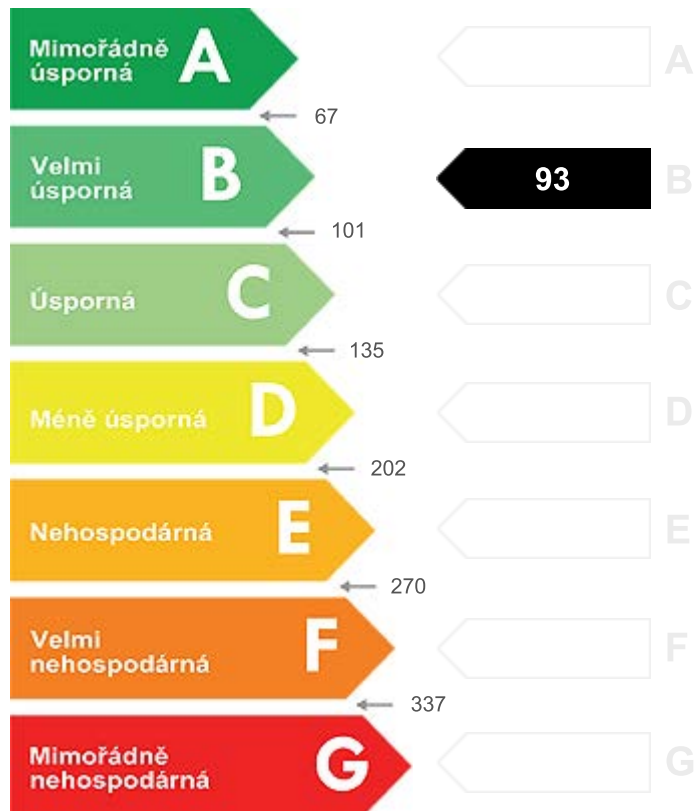 Mimořádně
úsporná
A
A
67
Velmi
úsporná
B
93
B
101
Úsporná
C
C
135
Méně úsporná
D
D
202
Nehospodárná
E
E
270
Velmi
nehospodárná
F
F
337
Mimořádně
nehospodárná
G
G